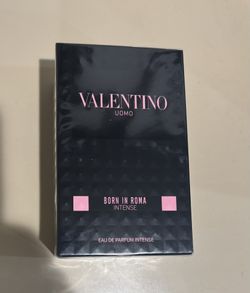 VALENTINO
UOMO
BORN IN ROMA
INTENSE
EAU DE PARFUM INTENSE